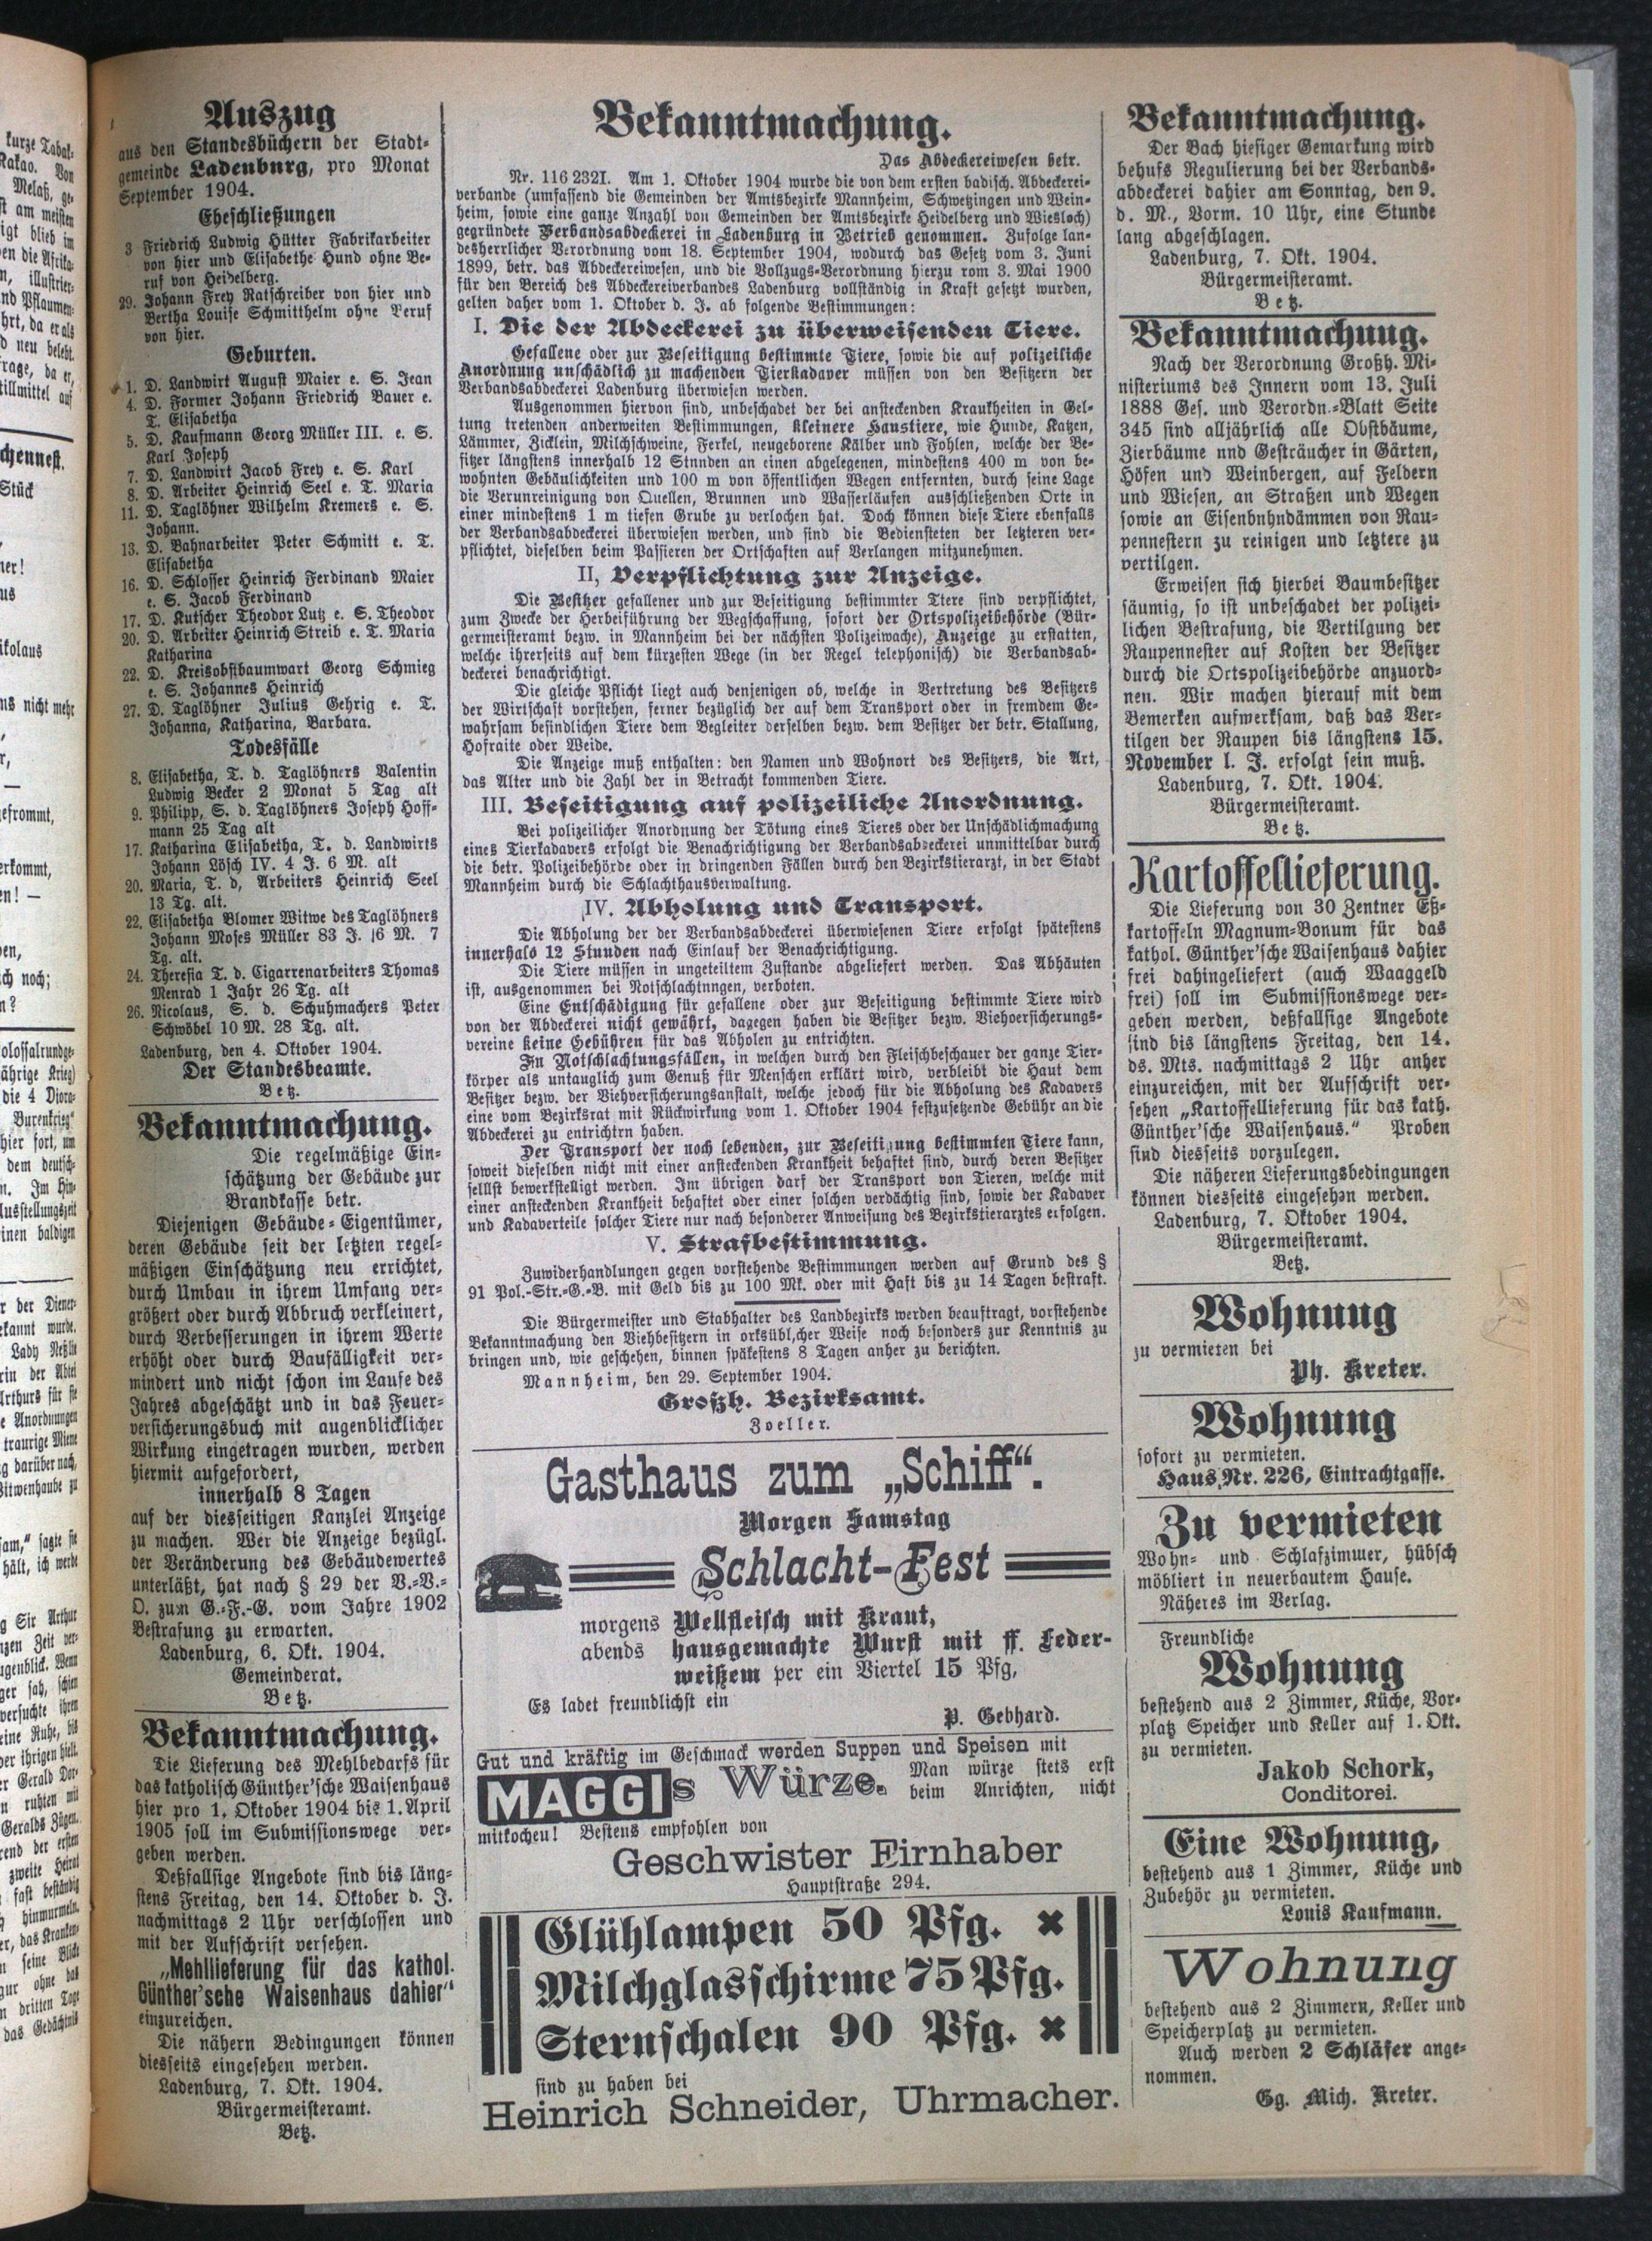 Auszug
aus den Standesbüchern der Stadt-
gemeinde Ladenburg, pro Monat
September 1904.
Eheschließungen
3 Friedrich Ludwig Hütter Fabrikarbeiter
von hier und Elisabethe Hund ohne Be-
ruf von Heidelberg.
29. Johann Frey Ratschreiber von hier und
Bertha Louise Schmitthelm ohne Beruf
von hier.
Geburten.
1. D. Landwirt August Maier e. S. Jean
4. D. Former Johann Friedrich Bauer e.
T. Elisabetha
5. D. Kaufmann Georg Müller III. e. S.
Karl Joseph
7. D. Landwirt Jacob Frey e. S. Karl
8. D. Arbeiter Heinrich Seel e. T. Maria
11. D. Taglöhner Wilhelm Kremers e. S.
Johann.
13. D. Bahnarbeiter Peter Schmitt e. T.
Elisabetha
16. D. Schlosser Heinrich Ferdinand Maier
e. S. Jacob Ferdinand
17. D. Kutscher Theodor Lutz e. S. Theodor
20. D. Arbeiter Heinrich Streib e. T. Maria
Katharina
22. D. Kreisobstbaumwart Georg Schmieg
e. S. Johannes Heinrich
27. D. Taglöhner Julius Gehrig e. T.
Johanna, Katharina, Barbara.
Todesfälle
8. Elisabetha, T. d. Taglöhners Valentin
Ludwig Becker 2 Monat 5 Tag alt
9. Philipp, S. d. Taglöhners Joseph Hoff-
mann 25 Tag alt
17. Katharina Elisabetha, T. d. Landwirts
Johann Lösch IV. 4 J. 6 M. alt
20. Maria, T. d, Arbeiters Heinrich Seel
13 Tg. alt.
22. Elisabetha Blomer Witwe des Taglöhners
Johann Moses Müller 83 J. 6 M. 7
Tg. alt.
24. Theresia T. d. Cigarrenarbeiters Thomas
Menrad 1 Jahr 26 Tg. alt
26. Nicolaus, S. d. Schuhmachers Peter
Schwöbel 10 M. 28 Tg. alt.
Ladenburg, den 4. Oktober 1904.
Der Standesbeamte.
Betz.
Bekanntmachung.
Die regelmäßige Ein-
schätzung der Gebäude zur
Brandkasse betr.
Diejenigen Gebäude-Eigentümer,
deren Gebäude seit der letzten regel-
mäßigen Einschätzung neu errichtet,
durch Umbau in ihrem Umfang ver-
größert oder durch Abbruch verkleinert,
durch Verbesserungen in ihrem Werte
erhöht oder durch Baufälligkeit ver-
mindert und nicht schon im Laufe des
Jahres abgeschätzt und in das Feuer-
versicherungsbuch mit augenblicklicher
Wirkung eingetragen wurden, werden
hiermit aufgefordert,
innerhalb 8 Tagen
auf der diesseitigen Kanzlei Anzeige
zu machen. Wer die Anzeige bezügl.
der Veränderung des Gebäudewertes
unterläßt, hat nach § 29 der V.-V.-
O. zum G.-F.-G. vom Jahre 1902
Bestrafung zu erwarten.
Ladenburg, 6. Okt. 1904.
Gemeinderat.
Betz.
Bekanntmachung.
Die Lieferung des Mehlbedarfs für
das katholisch Günther'sche Waisenhaus
hier pro 1. Oktober 1904 bis 1. April
1905 soll im Submissionswege ver-
geben werden.
Deßfallsige Angebote sind bis läng-
stens Freitag, den 14. Oktober d. J.
nachmittags 2 Uhr verschlossen und
mit der Aufschrift versehen.
„Mehllieferung für das kathol.
Günther'sche Waisenhaus dahier“
einzureichen.
Die nähern Bedingungen können
diesseits eingesehen werden.
Ladenburg, 7. Okt. 1904.
Bürgermeisteramt.
Betz.
Bekanntmachung.
Das Abdeckereiwesen betr.
Nr. 116 232I. Am 1. Oktober 1904 wurde die von dem ersten badisch. Abdeckerei-
verbande (umfassend die Gemeinden der Amtsbezirke Mannheim, Schwetzingen und Wein-
heim, sowie eine ganze Anzahl von Gemeinden der Amtsbezirke Heidelberg und Wiesloch)
gegründete Verbandsabdeckerei in Ladenburg in Betrieb genommen. Zufolge lan-
desherrlicher Verordnung vom 18. September 1904, wodurch das Gesetz vom 3. Juni
1899, betr. das Abdeckereiwesen, und die Vollzugs-Verordnung hierzu vom 3. Mai 1900
für den Bereich des Abdeckereiverbandes Ladenburg vollständig in Kraft gesetzt wurden,
gelten daher vom 1. Oktober d. J. ab folgende Bestimmungen:
I. Die der Abdeckerei zu überweisenden Tiere.
Gefallene oder zur Beseitigung bestimmte Tiere, sowie die auf polizeiliche
Anordnung unschädlich zu machenden Tierkadaver müssen von den Besitzern der
Verbandsabdeckerei Ladenburg überwiesen werden.
Ausgenommen hiervon sind, unbeschadet der bei ansteckenden Krankheiten in Gel-
tung tretenden anderweiten Bestimmungen, kleinere Haustiere, wie Hunde, Katzen,
Lämmer, Zicklein, Milchschweine, Ferkel, neugeborene Kälber und Fohlen, welche der Be-
sitzer längstens innerhalb 12 Stnnden an einen abgelegenen, mindestens 400 m von be-
wohnten Gebäulichkeiten und 100 m von öffentlichen Wegen entfernten, durch seine Lage
die Verunreinigung von Quellen, Brunnen und Wasserläufen ausschließenden Orte in
einer mindestens 1 m tiefen Grube zu verlochen hat. Doch können diese Tiere ebenfalls
der Verbandsabdeckerei überwiesen werden, und sind die Bediensteten der letzteren ver-
pflichtet, dieselben beim Passieren der Ortschaften auf Verlangen mitzunehmen.
II, Verpflichtung zur Anzeige.
Die Besitzer gefallener und zur Beseitigung bestimmter Tiere sind verpflichtet,
zum Zwecke der Herbeiführung der Wegschaffung, sofort der Ortspolizeibehörde (Bür-
germeisteramt bezw. in Mannheim bei der nächsten Polizeiwache), Anzeige zu erstatten,
welche ihrerseits auf dem kürzesten Wege (in der Regel telephonisch) die Verbandsab-
deckerei benachrichtigt.
Die gleiche Pflicht liegt auch denjenigen ob, welche in Vertretung des Besitzers
der Wirtschaft vorstehen, ferner bezüglich der auf dem Transport oder in fremdem Ge-
wahrsam befindlichen Tiere dem Begleiter derselben bezw. dem Besitzer der betr. Stallung,
Hofraite oder Weide.
Die Anzeige muß enthalten: den Namen und Wohnort des Besitzers, die Art,
das Alter und die Zahl der in Betracht kommenden Tiere.
III. Beseitigung auf polizeiliche Anordnung.
Bei polizeilicher Anordnung der Tötung eines Tieres oder der Unschädlichmachung
eines Tierkadavers erfolgt die Benachrichtigung der Verbandsabdeckerei unmittelbar durch
die betr. Polizeibehörde oder in dringenden Fällen durch den Bezirkstierarzt, in der Stadt
Mannheim durch die Schlachthausverwaltung.
IV. Abholung und Transport.
Die Abholung der der Verbandsabdeckerei überwiesenen Tiere erfolgt spätestens
innerhalb 12 Stunden nach Einlauf der Benachrichtigung.
Die Tiere müssen in ungeteiltem Zustande abgeliefert werden. Das Abhäuten
ist, ausgenommen bei Notschlachtnngen, verboten.
Eine Entschädigung für gefallene oder zur Beseitigung bestimmte Tiere wird
von der Abdeckerei nicht gewährt, dagegen haben die Besitzer bezw. Viehversicherungs-
vereine keine Gebühren für das Abholen zu entrichten.
In Notschlachtungsfällen, in welchen durch den Fleischbeschauer der ganze Tier-
körper als untauglich zum Genuß für Menschen erklärt wird, verbleibt die Haut dem
Besitzer bezw. der Viehversicherungsanstalt, welche jedoch für die Abholung des Kadavers
eine vom Bezirksrat mit Rückwirkung vom 1. Oktober 1904 festzusetzende Gebühr an die
Abdeckerei zu entrichtrn haben.
Der Transport der noch lebenden, zur Beseitigung bestimmten Tiere kann,
soweit dieselben nicht mit einer ansteckenden Krankheit behaftet sind, durch deren Besitzer
selllst bewerkstelligt werden. Im übrigen darf der Transport von Tieren, welche mit
einer ansteckenden Krankheit behaftet oder einer solchen verdächtig sind, sowie der Kadaver
und Kadaverteile solcher Tiere nur nach besonderer Anweisung des Bezirkstierarztes erfolgen.
V. Strafbestimmung.
Zuwiderhandlungen gegen vorstehende Bestimmungen werden auf Grund des §
91 Pol.-Str.-G.-B. mit Geld bis zu 100 Mk. oder mit Haft bis zu 14 Tagen bestraft.
Die Bürgermeister und Stabhalter des Landbezirks werden beauftragt, vorstehende
Bekanntmachung den Viehbesitzern in orksüblicher Weise noch besonders zur Kenntnis zu
bringen und, wie geschehen, binnen späkestens 8 Tagen anher zu berichten.
Mannheim, den 29. September 1904.
Großh. Bezirksamt.
Zoeller.
Gasthaus zum „Schiff“.
Morgen Samstag
Schlacht-Fest
morgens Wellfleisch mit Kraut,
abends hausgemachte Wurst mit ff. Feder-
weißem per ein Viertel 15 Pfg,
Es ladet freundlichst ein
P. Gebhard.
Gut und kräftig im Geschmack werden Suppen und Speisen mit
MAGGIs Würze. Man würze stets erst
beim Anrichten, nicht
mitkochen! Bestens empfohlen von
Geschwister Firnhaber
Hauptstraße 294.
Glühlampen 50 Pfg. ✖
Milchglasschirme 75 Pfg.
Sternschalen 90 Pfg. ✖
sind zu haben bei
Heinrich Schneider, Uhrmacher.
Bekanntmachung.
Der Bach hiesiger Gemarkung wird
behufs Regulierung bei der Verbands-
abdeckerei dahier am Sonntag, den 9.
d. M., Vorm. 10 Uhr, eine Stunde
lang abgeschlagen.
Ladenburg, 7. Okt. 1904.
Bürgermeisteramt.
Betz.
Bekanntmachung.
Nach der Verordnung Großh. Mi-
nisteriums des Innern vom 13. Juli
1888 Ges. und Verordn.-Blatt Seite
345 sind alljährlich alle Obstbäume,
Zierbäume und Gesträucher in Gärten,
Höfen und Weinbergen, auf Feldern
und Wiesen, an Straßen und Wegen
sowie an Eisenbnhndämmen von Rau-
pennestern zu reinigen und letztere zu
vertilgen.
Erweisen sich hierbei Baumbesitzer
säumig, so ist unbeschadet der polizei-
lichen Bestrafung, die Vertilgung der
Raupennester auf Kosten der Besitzer
durch die Ortspolizeibehörde anzuord-
nen. Wir machen hierauf mit dem
Bemerken aufmerksam, daß das Ver-
tilgen der Raupen bis längstens 15.
November l. J. erfolgt sein muß.
Ladenburg, 7. Okt. 1904.
Bürgermeisteramt.
Betz.
Kartoffellieferung.
Die Lieferung von 30 Zentner Eß-
kartoffeln Magnum-Bonum für das
kathol. Günther'sche Waisenhaus dahier
frei dahingeliefert (auch Waaggeld
frei) soll im Submissionswege ver-
geben werden, deßfallsige Angebote
sind bis längstens Freitag, den 14.
ds. Mts. nachmittags 2 Uhr anher
einzureichen, mit der Aufschrift ver-
sehen „Kartoffellieferung für das kath.
Günther'sche Waisenhaus.“ Proben
sind diesseits vorzulegen.
Die näheren Lieferungsbedingungen
können diesseits eingesehen werden.
Ladenburg, 7. Oktober 1904.
Bürgermeisteramt.
Betz.
Wohnung
zu vermieten bei
Ph. Kreter.
Wohnung
sofort zu vermieten.
Haus Nr. 226, Eintrachtgasse.
Zu vermieten
Wohn- und Schlafzimmer, hübsch
möbliert in neuerbautem Hause.
Näheres im Verlag.
Freundliche
Wohnung
bestehend aus 2 Zimmer, Küche, Vor-
platz Speicher und Keller auf 1. Okt.
zu vermieten.
Jakob Schork,
Conditorei.
Eine Wohnung,
bestehend aus 1 Zimmer, Küche und
Zubehör zu vermieten.
Louis Kaufmann.
Wohnung
bestehend aus 2 Zimmern, Keller und
Speicherplatz zu vermieten.
Auch werden 2 Schläfer ange-
nommen.
Gg. Mich. Kreter.